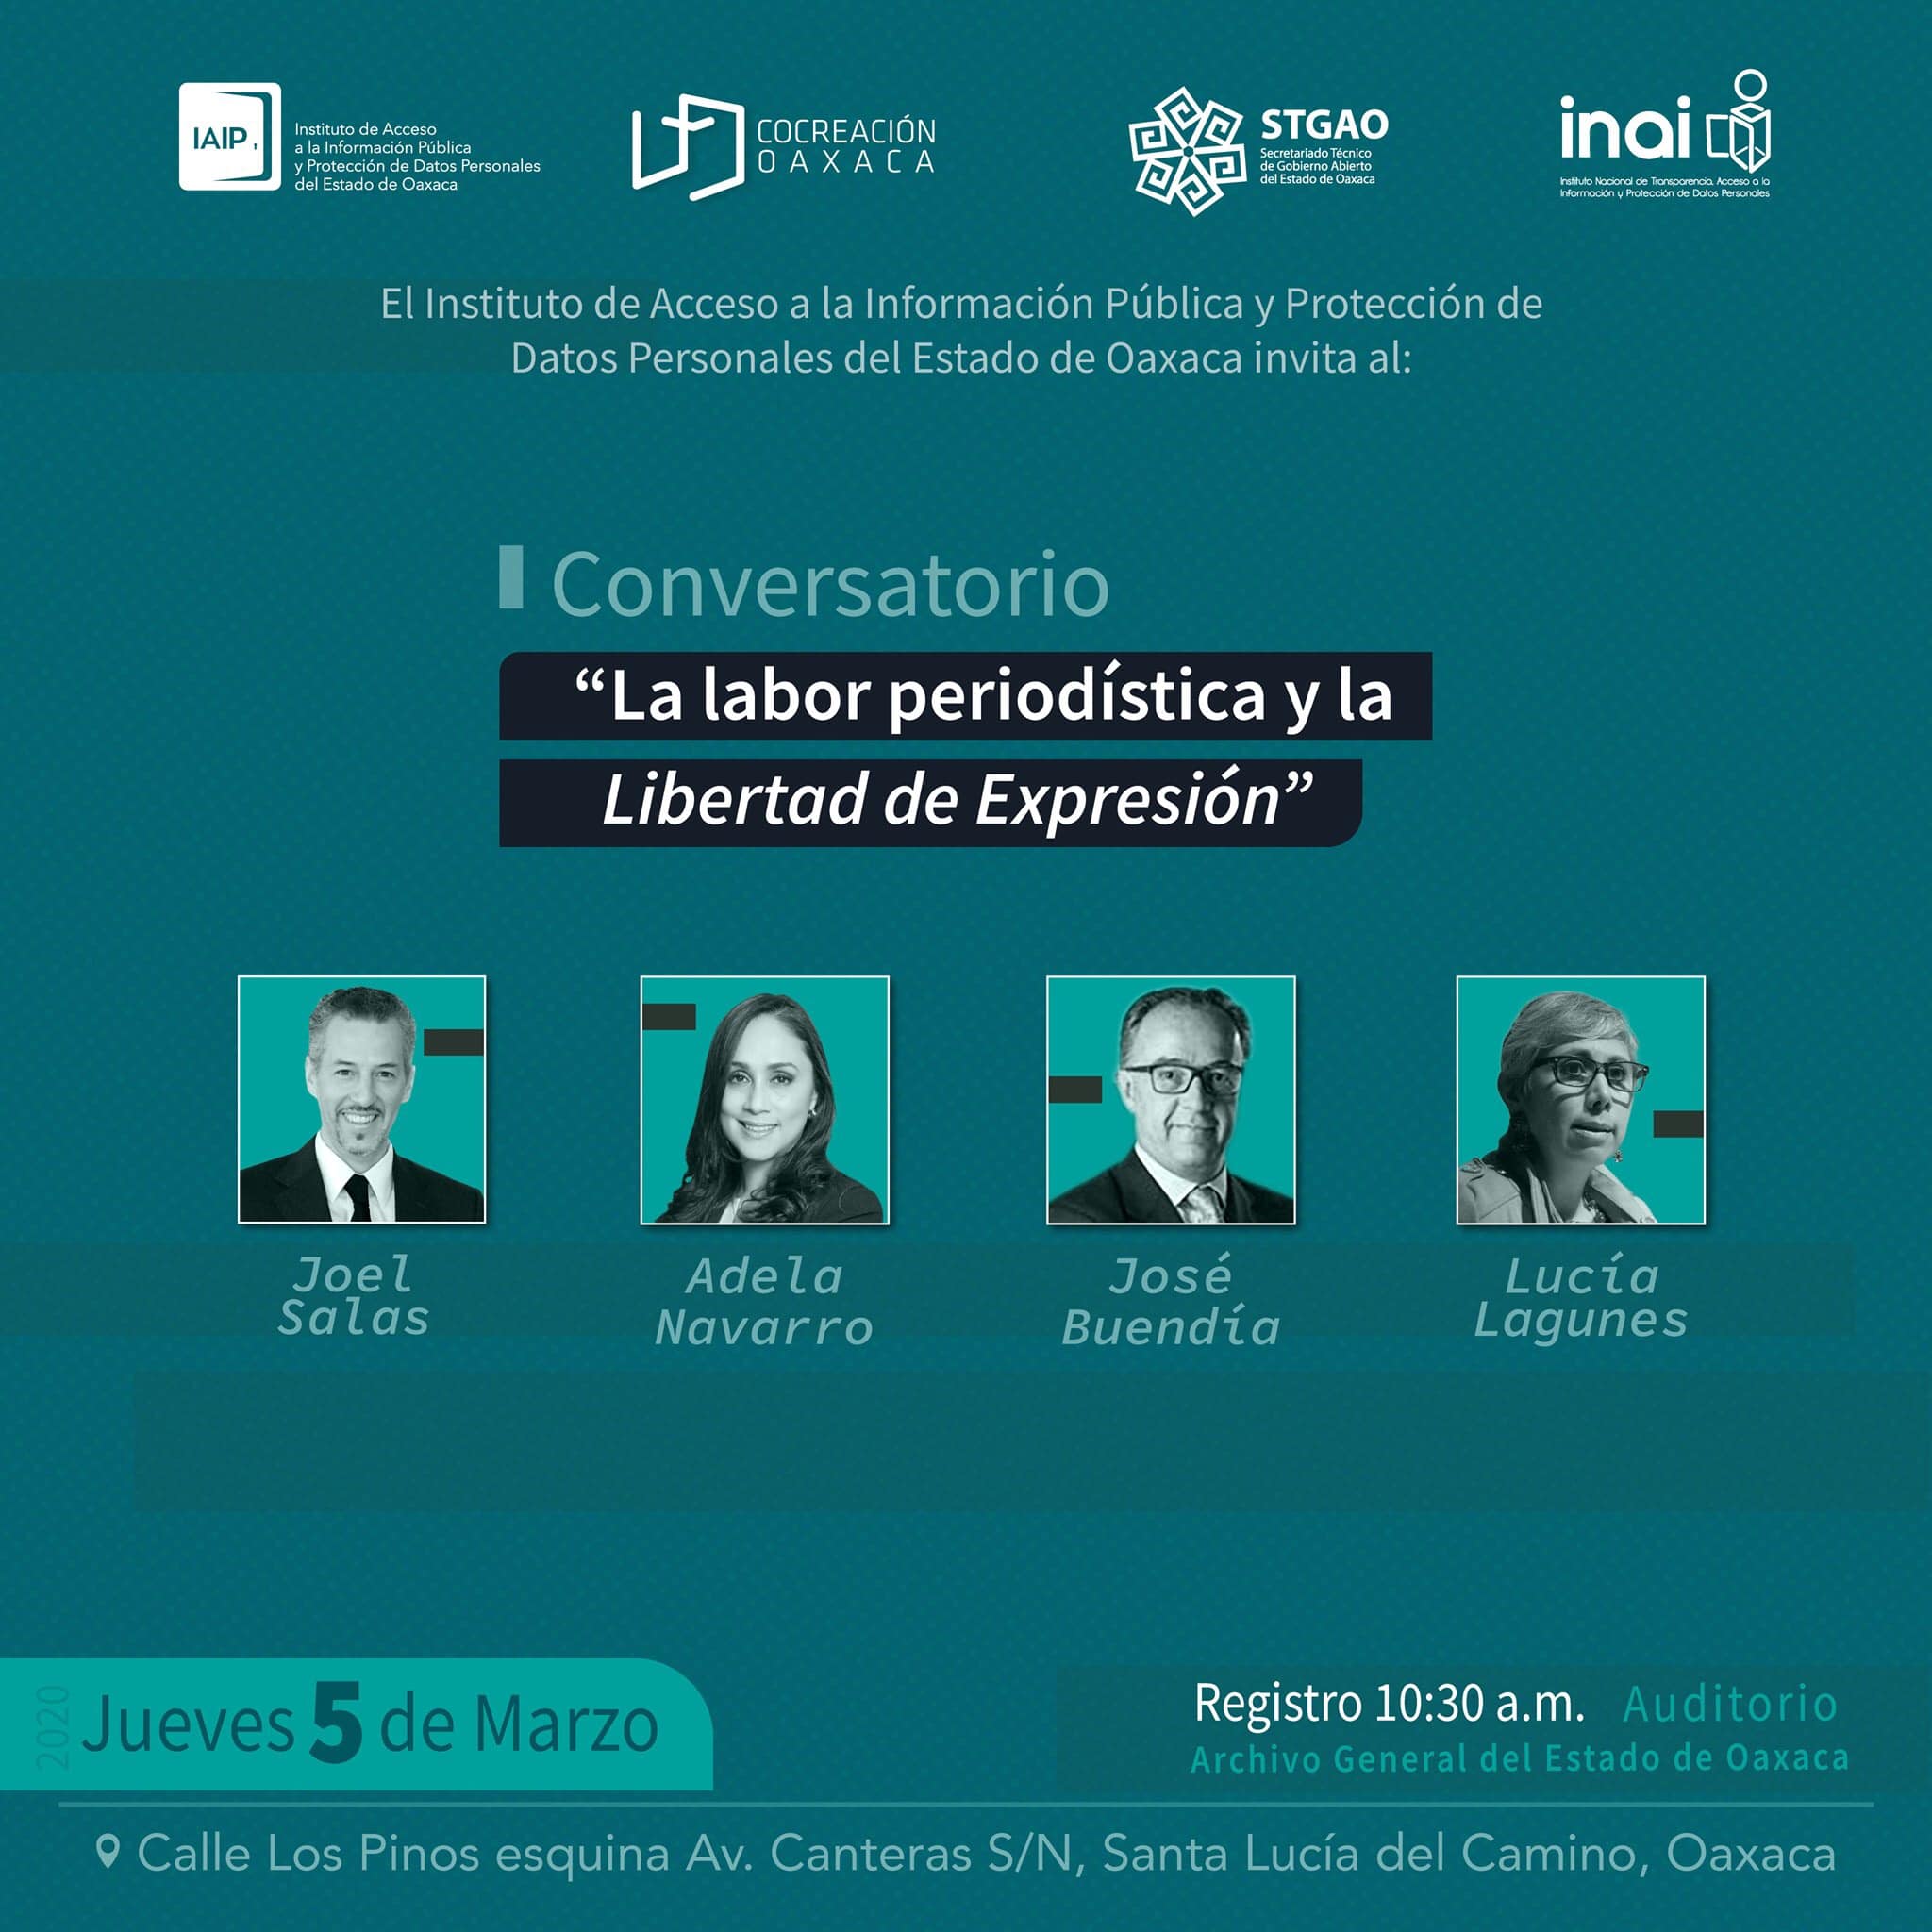 IAIP,
Instituto de Acceso
a la Información Pública
y Protección de Datos Personales
del Estado de Oaxaca
COCREACIÓN
OAXACA
STGAO
Secretariado Técnico
de Gobierno Abierto
del Estado de Oaxaca
inai
Instituto Nacional de Transparencia, Acceso a la
Información y Protección de Datos Personales
El Instituto de Acceso a la Información Pública y Protección de
Datos Personales del Estado de Oaxaca invita al:
Conversatorio
“La labor periodística y la
Libertad de Expresión”
Joel
Salas
Adela
Navarro
José
Buendía
Lucía
Lagunes
2020
Jueves 5 de Marzo
Registro 10:30 a.m. Auditorio
Archivo General del Estado de Oaxaca
Calle Los Pinos esquina Av. Canteras S/N, Santa Lucía del Camino, Oaxaca